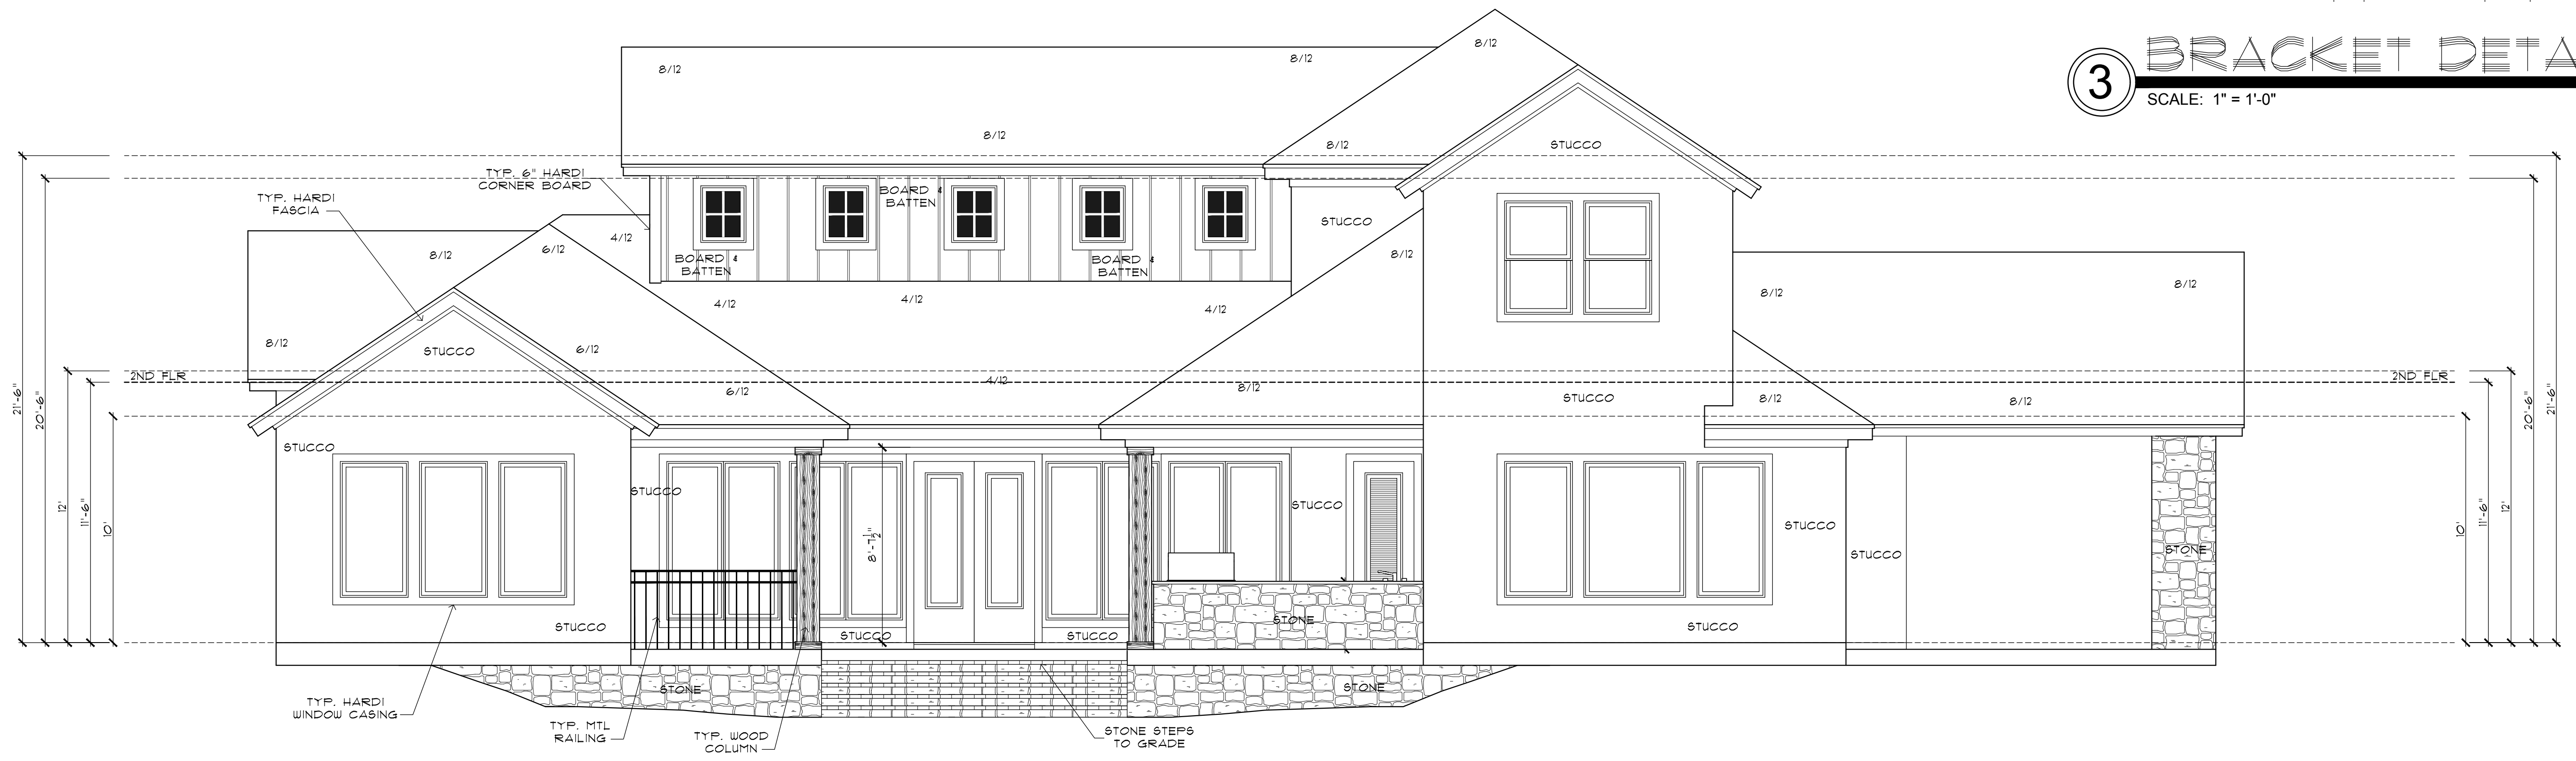 3
BRACKET DETA
SCALE: 1" = 1'-0"
8/12
8/12
8/12
8/12
8/12
STUCCO
TYP. 6" HARDI
CORNER BOARD
TYP. HARDI
FASCIA
BOARD &
BATTEN
STUCCO
4/12
6/12
8/12
8/12
BOARD &
BATTEN
BOARD &
BATTEN
8/12
8/12
4/12
4/12
4/12
8/12
STUCCO
6/12
2ND FLR
4/12
8/12
6/12
2ND FLR
STUCCO
8/12
8/12
21'-6"
20'-6"
12'
11'-6"
10'
STUCCO
STUCCO
STUCCO
STUCCO
STUCCO
STONE
8'-7 1/2"
10'
11'-6"
12'
20'-6"
21'-6"
STUCCO
STUCCO
STUCCO
STONE
STUCCO
STONE
STONE
TYP. HARDI
WINDOW CASING
TYP. MTL
RAILING
TYP. WOOD
COLUMN
STONE STEPS
TO GRADE